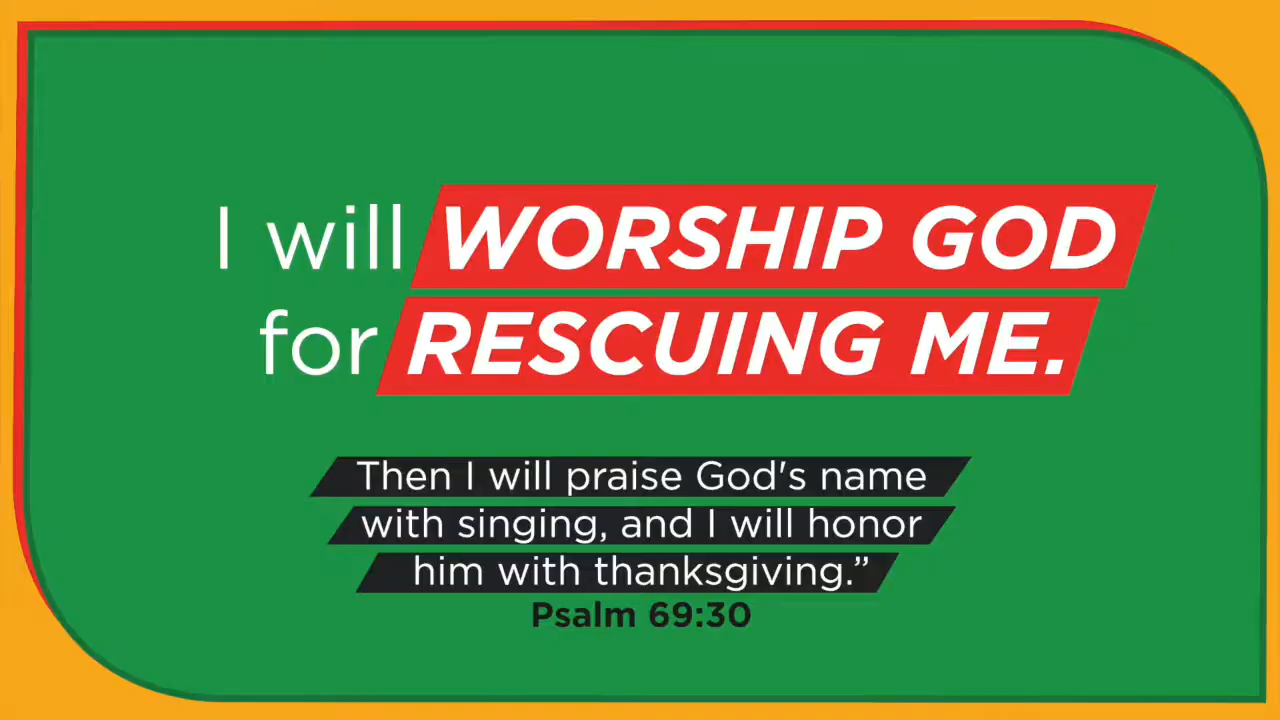 I will WORSHIP GOD
for RESCUING ME.
Then I will praise God's name
with singing, and I will honor
him with thanksgiving.”
Psalm 69:30